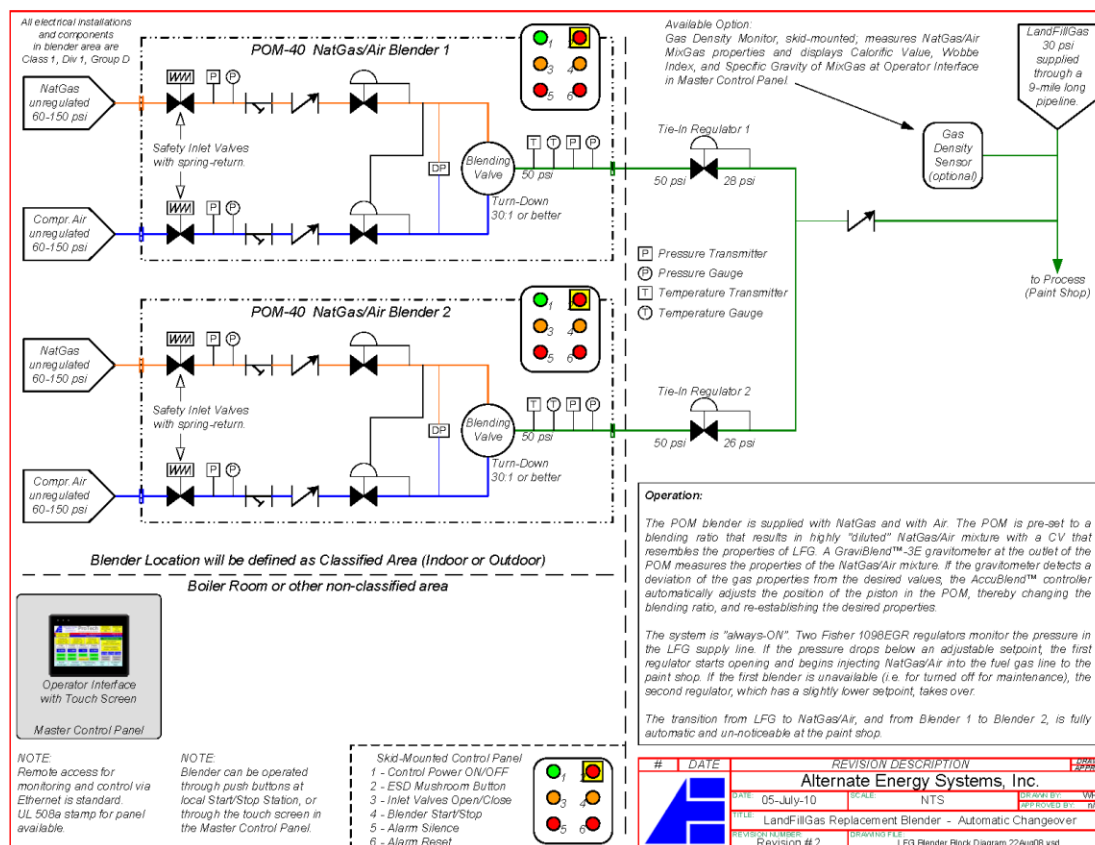 All electrical installations
and components
in blender area are
Class 1, Div 1, Group D
POM-40 NatGas/Air Blender 1
1
2
3
4
5
6
NatGas
unregulated
60-150 psi
P
P
Safety Inlet Valves
with spring-return.
DP
Blending
Valve
T
T
P
P
50 psi
Turn-Down
30:1 or better
Compr. Air
unregulated
60-150 psi
P
P
Available Option:
Gas Density Monitor, skid-mounted; measures NatGas/Air
MixGas properties and displays Calorific Value, Wobbe
Index, and Specific Gravity of MixGas at Operator Interface
in Master Control Panel
LandFillGas
30 psi
supplied
through a
9-mile long
pipeline.
Gas
Density
Sensor
(optional)
Tie-In Regulator 1
50 psi
28 psi
P Pressure Transmitter
P Pressure Gauge
T Temperature Transmitter
T Temperature Gauge
to Process
(Paint Shop)
POM-40 NatGas/Air Blender 2
1
2
3
4
5
6
NatGas
unregulated
60-150 psi
P
P
Safety Inlet Valves
with spring-return.
DP
Blending
Valve
T
T
P
P
50 psi
Turn-Down
30:1 or better
Compr. Air
unregulated
60-150 psi
P
P
Tie-In Regulator 2
50 psi
26 psi
Blender Location will be defined as Classified Area (Indoor or Outdoor)
Boiler Room or other non-classified area
Operator Interface
with Touch Screen
Master Control Panel
NOTE:
Remote access for
monitoring and control via
Ethernet is standard.
UL 508a stamp for panel
available.
NOTE:
Blender can be operated
through push buttons at
local Start/Stop Station, or
through the touch screen in
the Master Control Panel.
Skid-Mounted Control Panel
1 - Control Power ON/OFF
2 - ESD Mushroom Button
3 - Inlet Valves Open/Close
4 - Blender Start/Stop
5 - Alarm Silence
6 - Alarm Reset
1
2
3
4
5
6
Operation:
The POM blender is supplied with NatGas and with Air. The POM is pre-set to a
blending ratio that results in highly "diluted" NatGas/Air mixture with a CV that
resembles the properties of LFG. A GraviBlend™-3E gravitometer at the outlet of the
POM measures the properties of the NatGas/Air mixture. If the gravitometer detects a
deviation of the gas properties from the desired values, the AccuBlend™ controller
automatically adjusts the position of the piston in the POM, thereby changing the
blending ratio, and re-establishing the desired properties.
The system is "always-ON". Two Fisher 1098EGR regulators monitor the pressure in
the LFG supply line. If the pressure drops below an adjustable setpoint, the first
regulator starts opening and begins injecting NatGas/Air into the fuel gas line to the
paint shop. If the first blender is unavailable (i.e. for turned off for maintenance), the
second regulator, which has a slightly lower setpoint, takes over.
The transition from LFG to NatGas/Air, and from Blender 1 to Blender 2, is fully
automatic and un-noticeable at the paint shop.
# DATE REVISION DESCRIPTION
Alternate Energy Systems, Inc.
DATE: 05-July-10 SCALE: NTS DRAWN BY:
APPROVED BY:
TITLE: LandFillGas Replacement Blender - Automatic Changeover
REVISION NUMBER: Revision #2 DRAWING FILE: LFG Blender Block Diagram 22Aug08.vsd